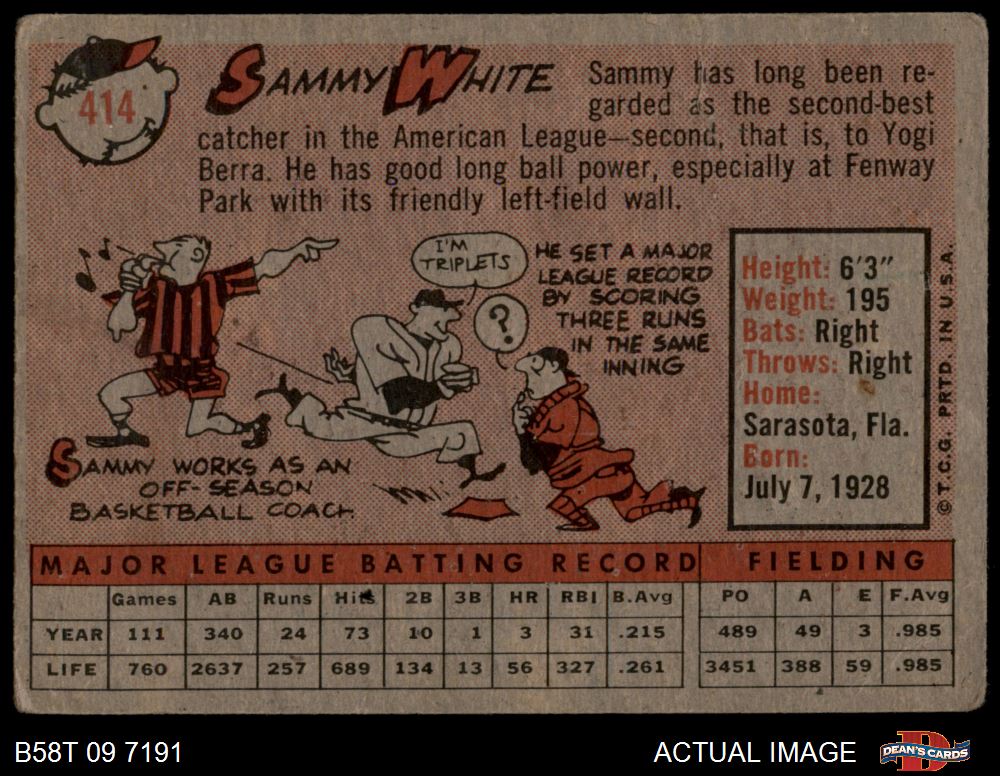 414
SAMMY WHITE
Sammy has long been re-
garded as the second-best
catcher in the American League—second, that is, to Yogi
Berra. He has good long ball power, especially at Fenway
Park with its friendly left-field wall.
I'M
TRIPLETS
?
HE SET A MAJOR
LEAGUE RECORD
BY SCORING
THREE RUNS
IN THE SAME
INNING
SAMMY WORKS AS AN
OFF-SEASON
BASKETBALL COACH.
Height: 6'3"
Weight: 195
Bats: Right
Throws: Right
Home:
Sarasota, Fla.
Born:
July 7, 1928
© T.C.G. PRTD. IN U.S.A.
MAJOR LEAGUE BATTING RECORD FIELDING
Games AB Runs Hits 2B 3B HR RBI B.Avg PO A E F.Avg
YEAR 111 340 24 73 10 1 3 31 .215 489 49 3 .985
LIFE 760 2637 257 689 134 13 56 327 .261 3451 388 59 .985
B58T 09 7191
ACTUAL IMAGE
D
DEAN'S CARDS